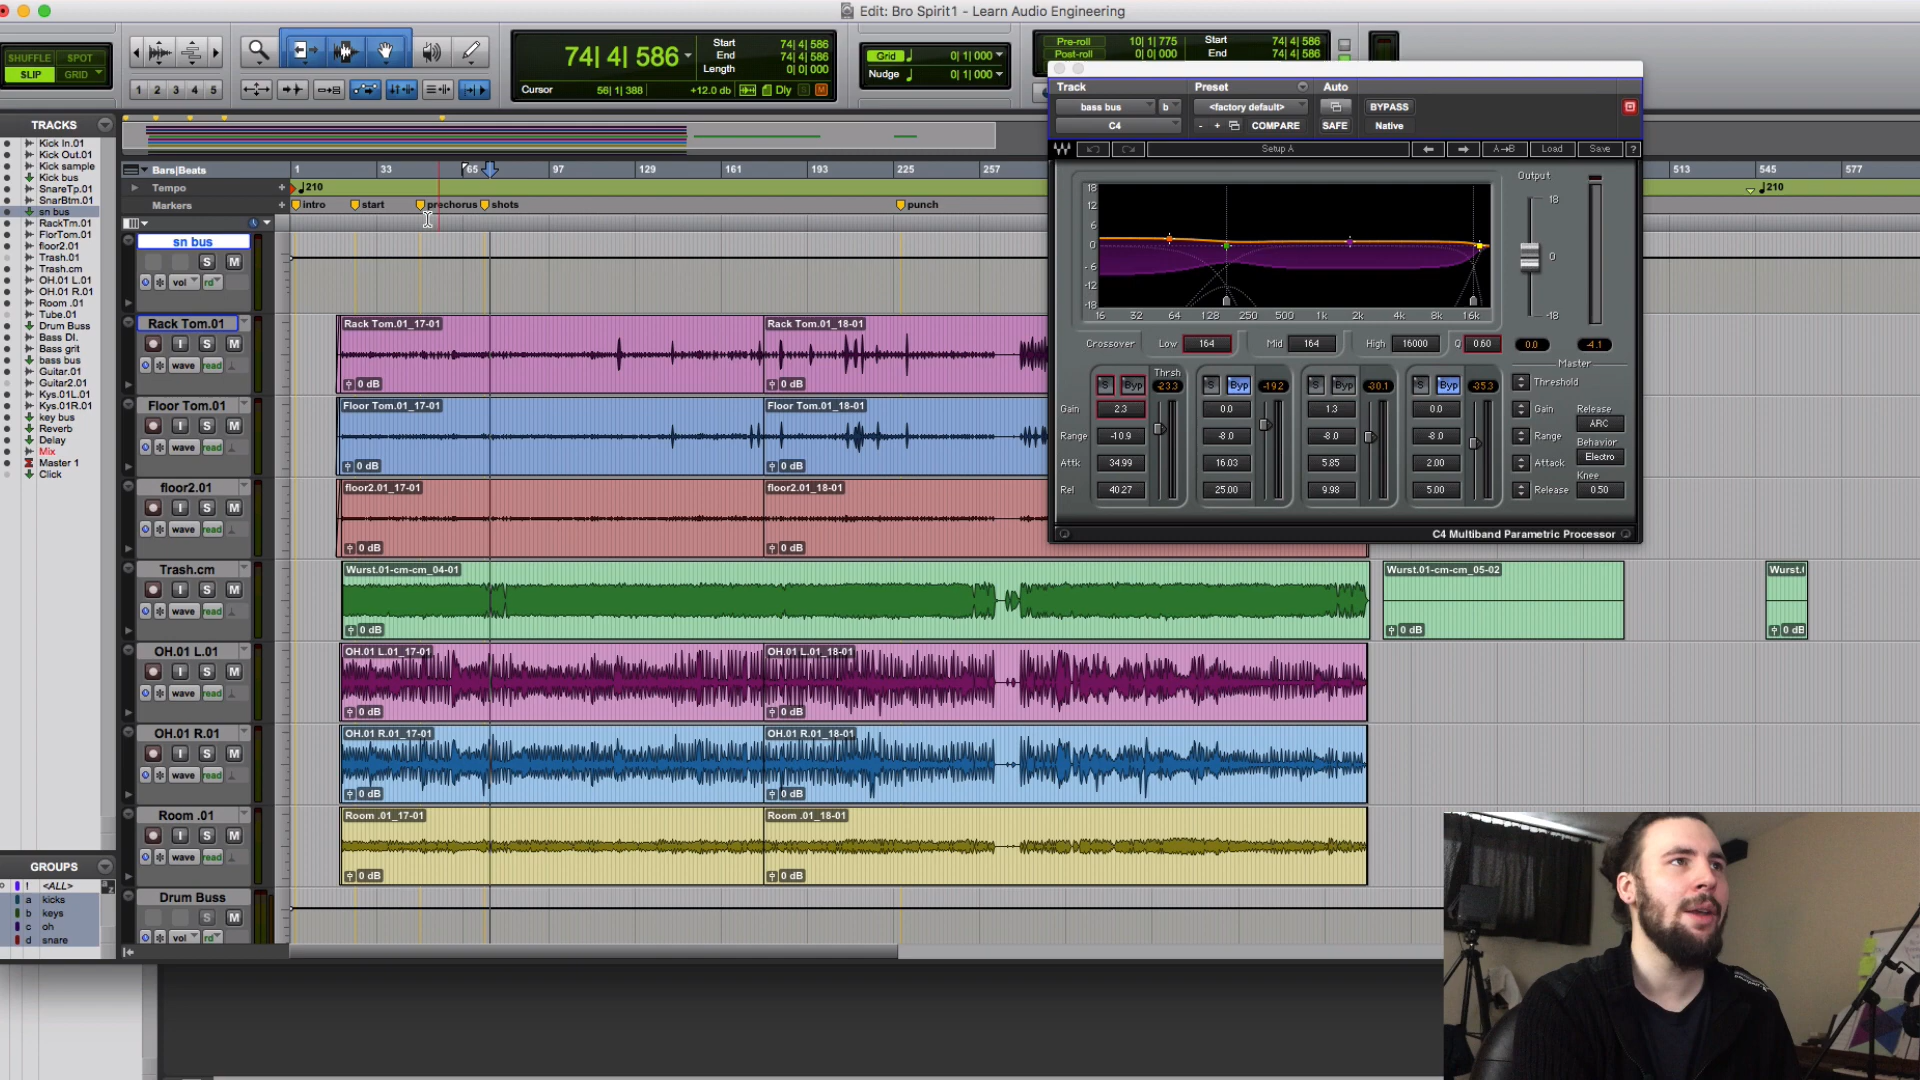 Edit: Bro Spirit1 - Learn Audio Engineering
SHUFFLE SPOT
SLIP GRID
1 2 3 4 5
74| 4| 586
Start 74| 4| 586
End 74| 4| 586
Length 0| 0| 000
Cursor 56| 1| 388 +12.0 db Dly S M
Grid 0| 1| 000
Nudge 0| 1| 000
Pre-roll 10| 1| 775
Post-roll 0| 0| 000
Start 74| 4| 586
End 74| 4| 586
TRACKS
Kick In.01
Kick Out.01
Kick sample
Kick bus
SnareTp.01
SnarBtm.01
sn bus
RackTm.01
FlorTom.01
floor2.01
Trash.01
Trash.cm
OH.01 L.01
OH.01 R.01
Room .01
Tube.01
Drum Buss
Bass DI.
Bass grit
bass bus
Guitar.01
Guitar2.01
Kys.01L.01
Kys.01R.01
key bus
Reverb
Delay
Mix
Master 1
Click
GROUPS
! <ALL>
a kicks
b keys
c oh
d snare
Bars|Beats
1 33 65 97 129 161 193 225 257 513 545 577
Tempo
210
210
Markers
intro start prechorus shots punch
sn bus
S M
vol rd
Rack Tom.01
I S M
wave read
Rack Tom.01_17-01
0 dB
Rack Tom.01_18-01
0 dB
Floor Tom.01
I S M
wave read
Floor Tom.01_17-01
0 dB
Floor Tom.01_18-01
0 dB
floor2.01
I S M
wave read
floor2.01_17-01
0 dB
floor2.01_18-01
0 dB
Trash.cm
I S M
wave read
Wurst.01-cm-cm_04-01
0 dB
Wurst.01-cm-cm_05-02
0 dB
0 dB
OH.01 L.01
I S M
wave read
OH.01 L.01_17-01
0 dB
OH.01 L.01_18-01
0 dB
OH.01 R.01
I S M
wave read
OH.01 R.01_17-01
0 dB
OH.01 R.01_18-01
0 dB
Room .01
I S M
wave read
Room .01_17-01
0 dB
Room .01_18-01
0 dB
Drum Buss
S M
vol rd
Track Preset Auto
bass bus b <factory default> BYPASS
C4 - + COMPARE SAFE Native
Setup A A->B Load Save ?
18
12
6
0
-6
-12
-18
16 32 64 128 250 500 1k 2k 4k 8k 16k
Output
18
0
-18
Crossover Low 164 Mid 164 High 16000 Q 0.60 0.0 -4.1
Master
Thrsh
S Byp -23.3 S Byp -19.2 S Byp -30.1 S Byp -35.3 Threshold
Gain 2.3 0.0 1.3 0.0 Gain Release
ARC
Range -10.9 -8.0 -8.0 -8.0 Range Behavior
Electro
Attk 34.99 16.03 5.85 2.00 Attack
Knee
Rel 40.27 25.00 9.98 5.00 Release 0.50
C4 Multiband Parametric Processor